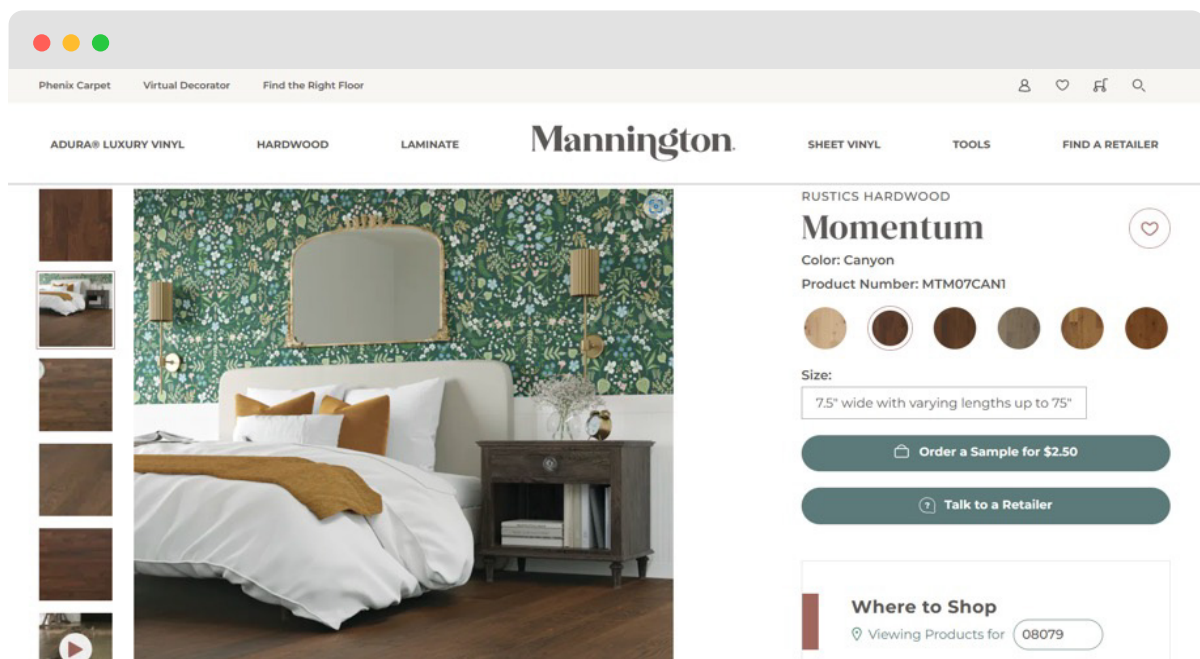 Phenix Carpet Virtual Decorator Find the Right Floor
ADURA® LUXURY VINYL HARDWOOD LAMINATE Mannington. SHEET VINYL TOOLS FIND A RETAILER
RUSTICS HARDWOOD
Momentum
Color: Canyon
Product Number: MTM07CAN1
Size:
7.5" wide with varying lengths up to 75"
Order a Sample for $2.50
? Talk to a Retailer
Where to Shop
Viewing Products for 08079